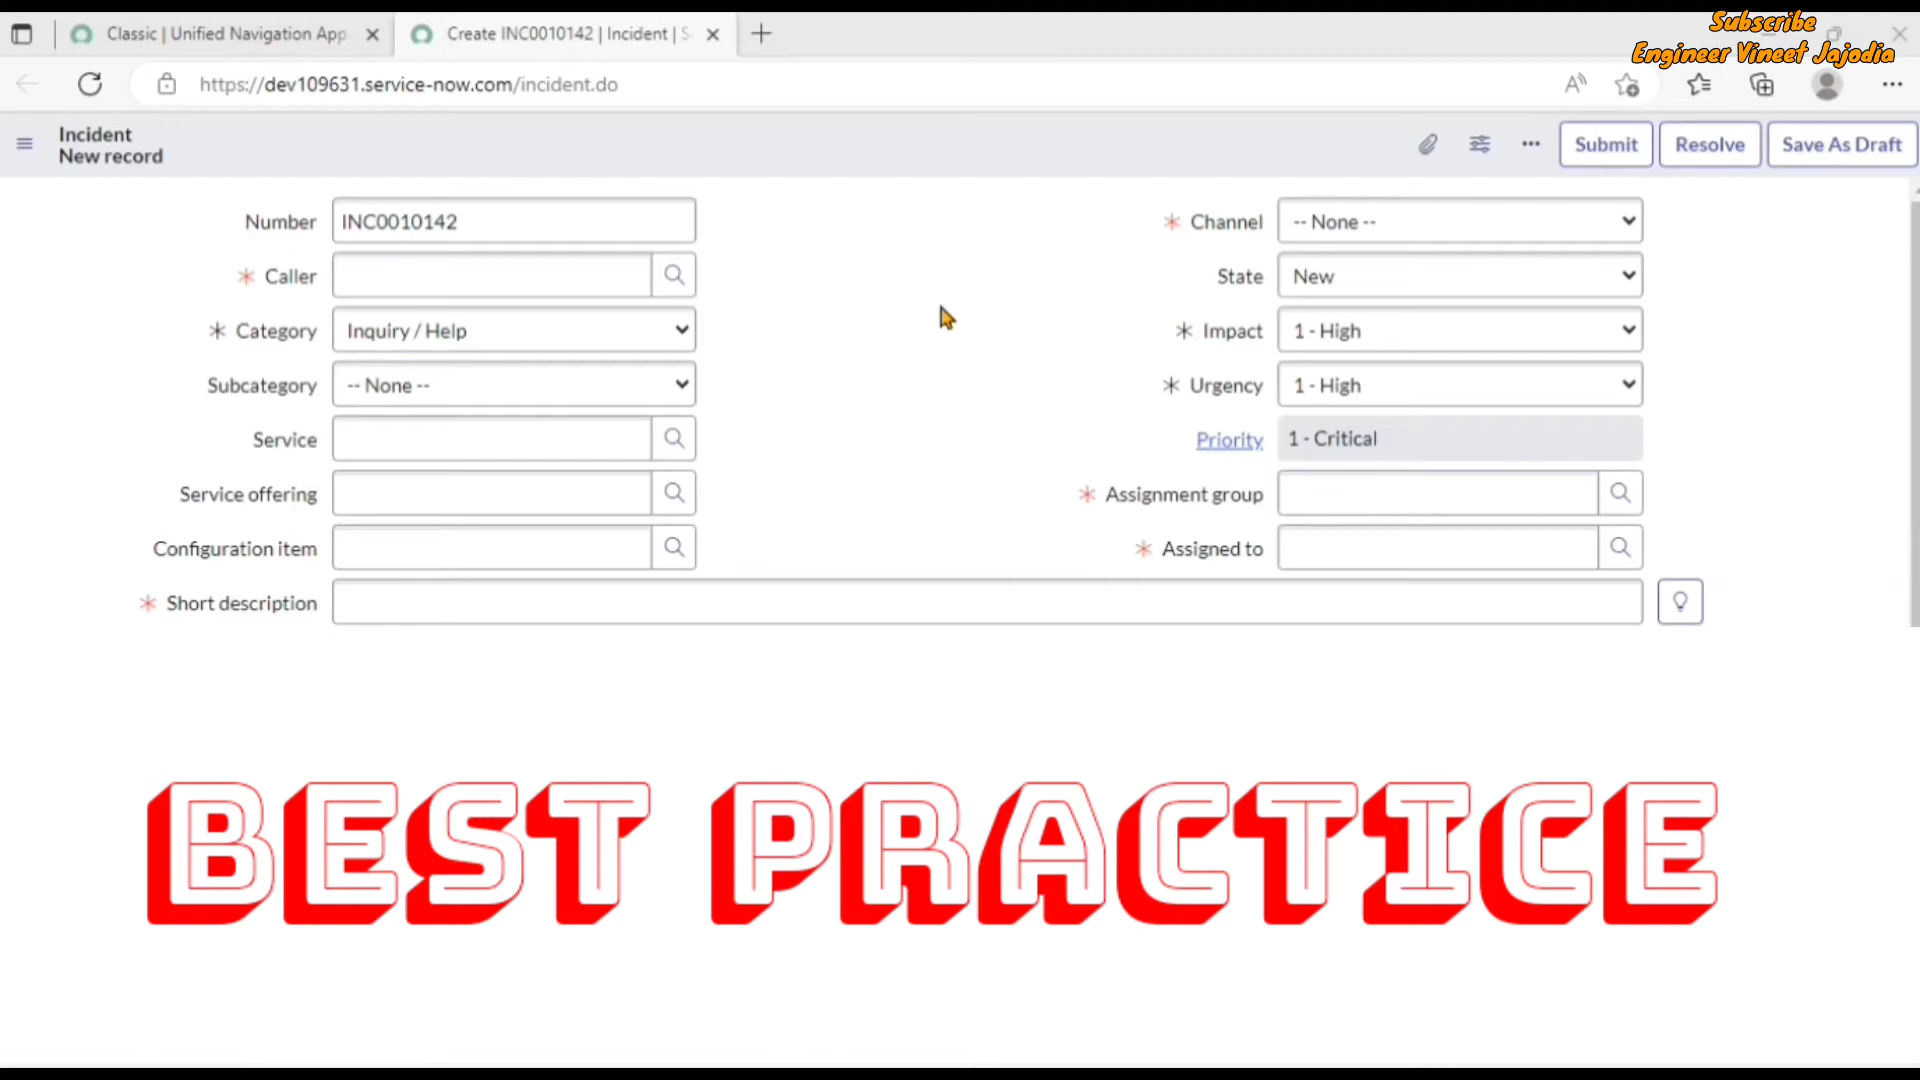 Subscribe
Engineer Vineet Jajodia
Classic | Unified Navigation App
Create INC0010142 | Incident | S
https://dev109631.service-now.com/incident.do
Incident
New record
Submit
Resolve
Save As Draft
Number
INC0010142
* Channel
-- None --
* Caller
State
New
* Category
Inquiry / Help
* Impact
1 - High
Subcategory
-- None --
* Urgency
1 - High
Service
Priority
1 - Critical
Service offering
* Assignment group
Configuration item
* Assigned to
* Short description
BEST PRACTICE